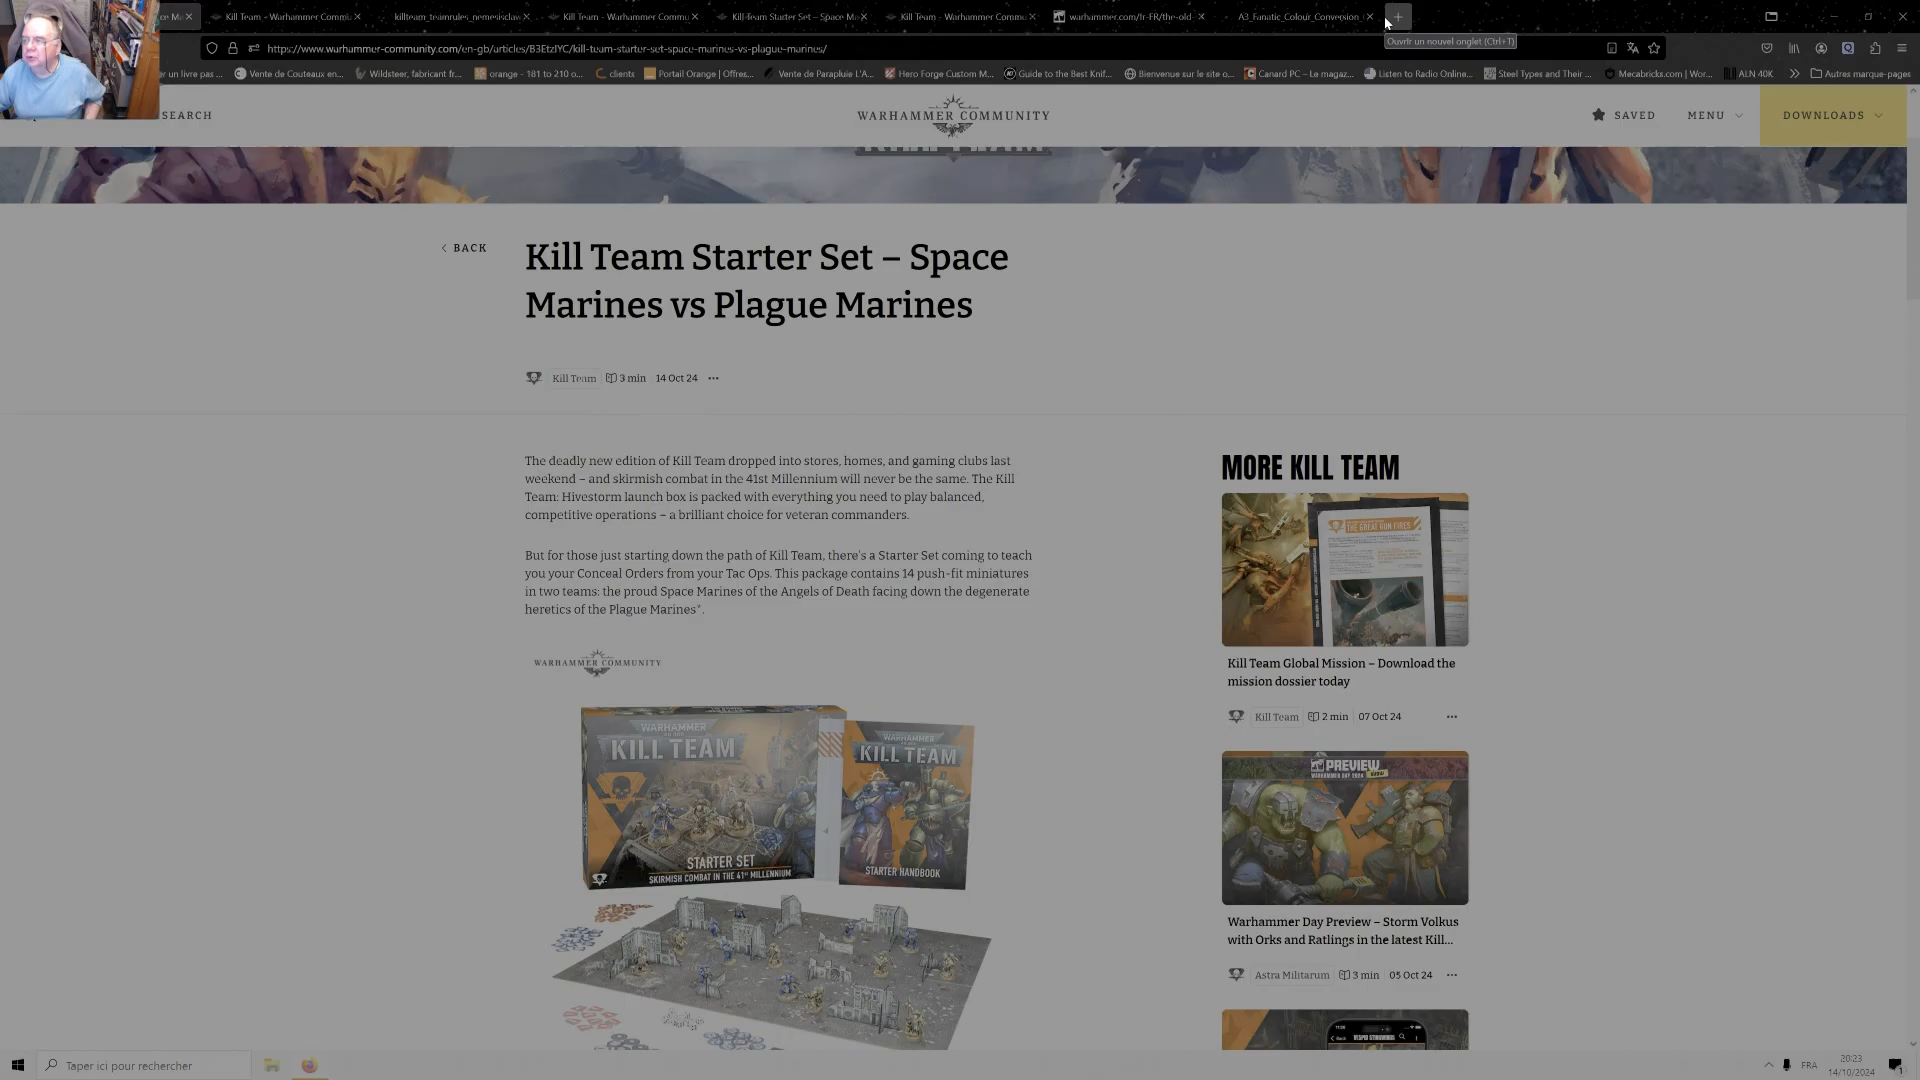 ce Ma
Kill Team - Warhammer Commu
killteam_teamrules_nemesisclaw
Kill Team - Warhammer Commu
Kill Team Starter Set – Space M
Kill Team - Warhammer Commu
warhammer.com/fr-FR/the-old-
A3_Fanatic_Colour_Conversion_
Ouvrir un nouvel onglet (Ctrl+T)
https://www.warhammer-community.com/en-gb/articles/B3EtzIYC/kill-team-starter-set-space-marines-vs-plague-marines/
er un livre pas ...
Vente de Couteaux en...
Wildsteer, fabricant fr...
orange - 181 to 210 o...
clients
Portail Orange | Offres...
Vente de Parapluie L'A...
Hero Forge Custom M...
Guide to the Best Knif...
Bienvenue sur le site o...
Canard PC – Le magaz...
Listen to Radio Online...
Steel Types and Their ...
Mecabricks.com | Wor...
ALN 40K
Autres marque-pages
SEARCH
WARHAMMER COMMUNITY
SAVED
MENU
DOWNLOADS
KILL TEAM
BACK
Kill Team Starter Set – Space
Marines vs Plague Marines
Kill Team
3 min
14 Oct 24
The deadly new edition of Kill Team dropped into stores, homes, and gaming clubs last
weekend – and skirmish combat in the 41st Millennium will never be the same. The Kill
Team: Hivestorm launch box is packed with everything you need to play balanced,
competitive operations – a brilliant choice for veteran commanders.
But for those just starting down the path of Kill Team, there's a Starter Set coming to teach
you your Conceal Orders from your Tac Ops. This package contains 14 push-fit miniatures
in two teams: the proud Space Marines of the Angels of Death facing down the degenerate
heretics of the Plague Marines*.
WARHAMMER COMMUNITY
WARHAMMER
KILL TEAM
STARTER SET
SKIRMISH COMBAT IN THE 41ST MILLENNIUM
WARHAMMER
KILL TEAM
STARTER HANDBOOK
MORE KILL TEAM
THE GREAT GUN FIRES
Kill Team Global Mission – Download the
mission dossier today
Kill Team
2 min
07 Oct 24
PREVIEW
WARHAMMER DAY 2024
Warhammer Day Preview – Storm Volkus
with Orks and Ratlings in the latest Kill...
Astra Militarum
3 min
05 Oct 24
Taper ici pour rechercher
FRA
20:23
14/10/2024